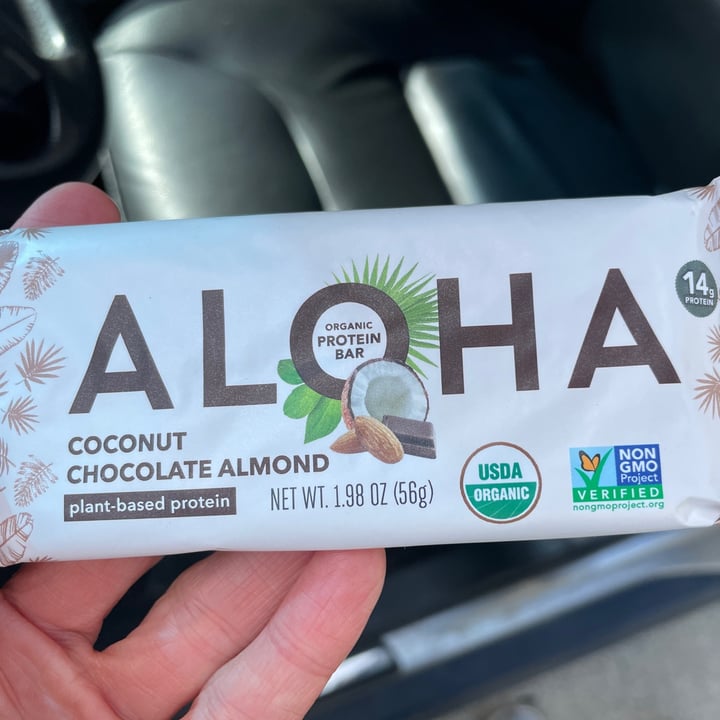 ALOHA
ORGANIC
PROTEIN
BAR
14g
PROTEIN
COCONUT
CHOCOLATE ALMOND
plant-based protein
NET WT. 1.98 OZ (56g)
USDA
ORGANIC
NON
GMO
Project
VERIFIED
nongmoproject.org